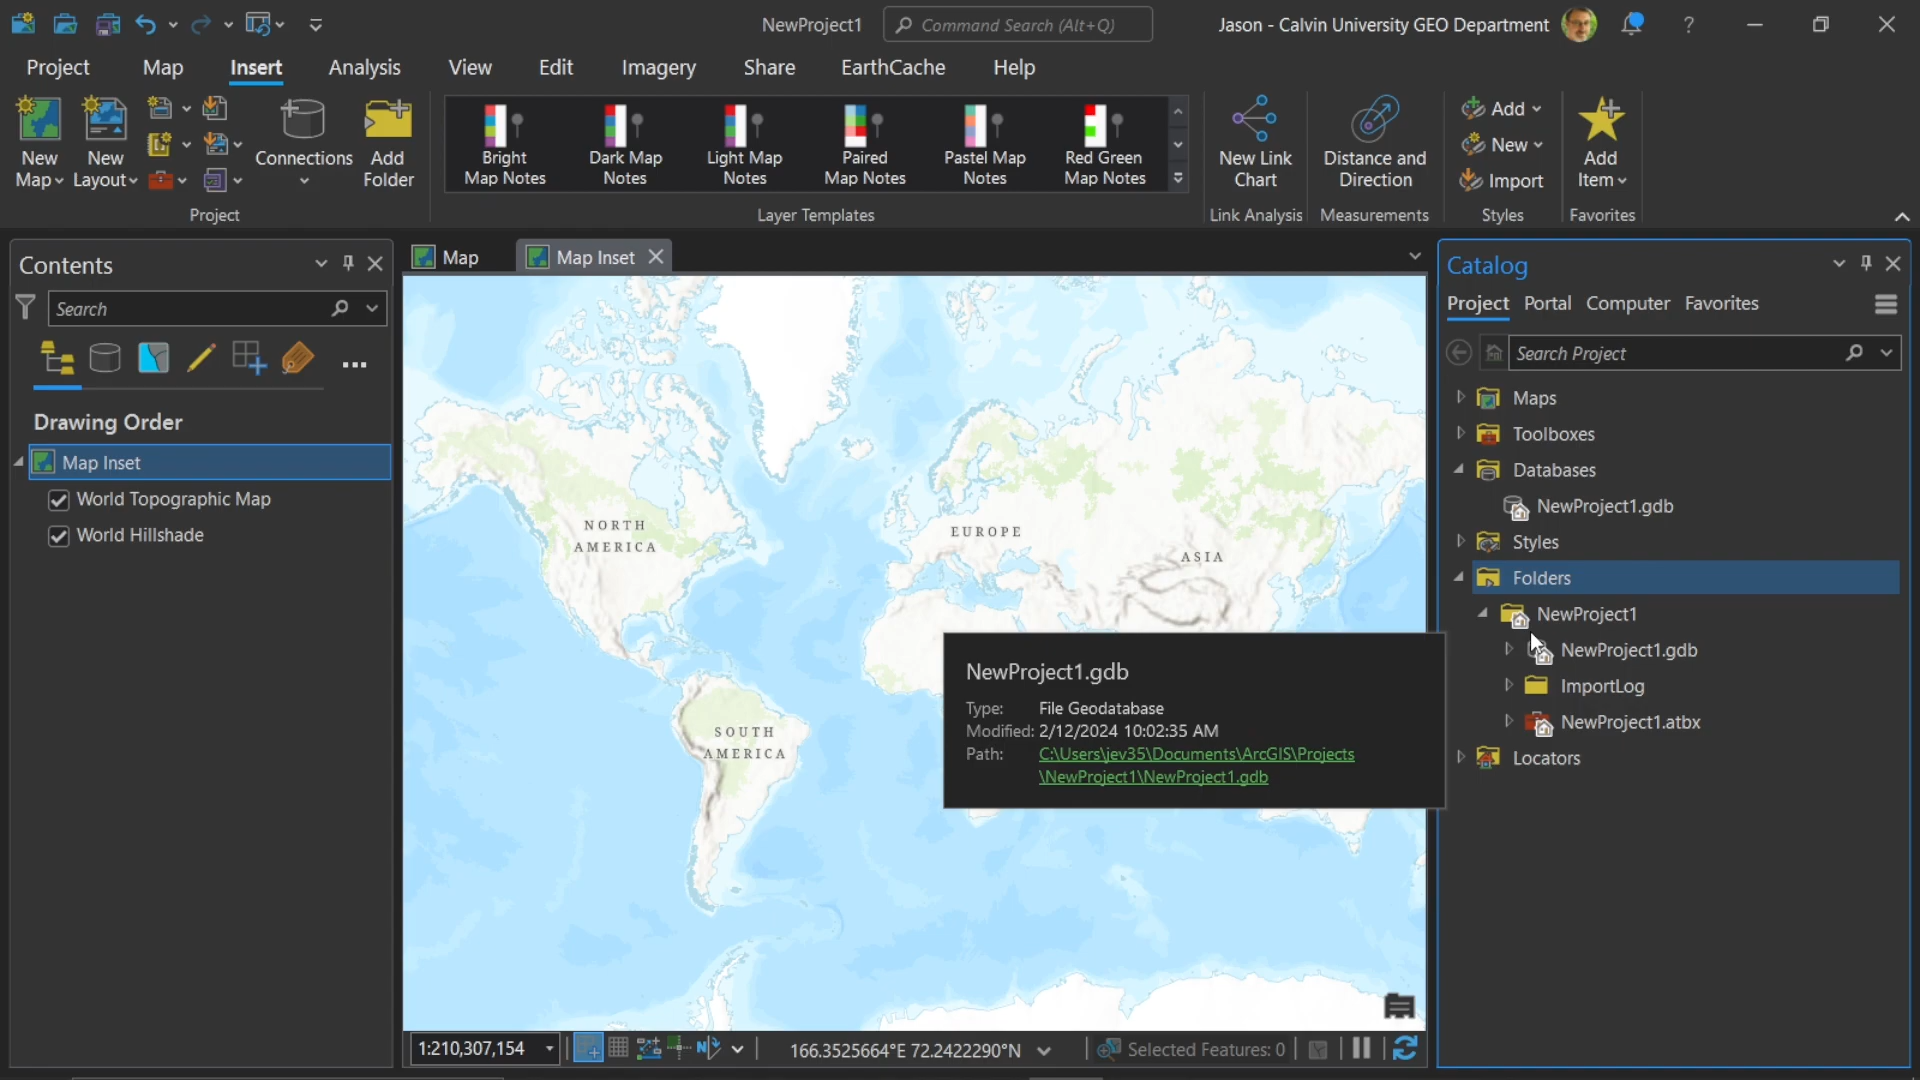 NewProject1
Command Search (Alt+Q)
Jason - Calvin University GEO Department
?
Project
Map
Insert
Analysis
View
Edit
Imagery
Share
EarthCache
Help
New
Map
New
Layout
Connections
Add
Folder
Project
Bright
Map Notes
Dark Map
Notes
Light Map
Notes
Paired
Map Notes
Pastel Map
Notes
Red Green
Map Notes
Layer Templates
New Link
Chart
Link Analysis
Distance and
Direction
Measurements
Add
New
Import
Styles
Add
Item
Favorites
Contents
Search
Drawing Order
Map Inset
World Topographic Map
World Hillshade
Map
Map Inset
NORTH
AMERICA
EUROPE
ASIA
SOUTH
AMERICA
NewProject1.gdb
Type: File Geodatabase
Modified: 2/12/2024 10:02:35 AM
Path: C:\Users\jev35\Documents\ArcGIS\Projects
\NewProject1\NewProject1.gdb
1:210,307,154
N
166.3525664°E 72.2422290°N
Selected Features: 0
Catalog
Project
Portal
Computer
Favorites
Search Project
Maps
Toolboxes
Databases
NewProject1.gdb
Styles
Folders
NewProject1
NewProject1.gdb
ImportLog
NewProject1.atbx
Locators